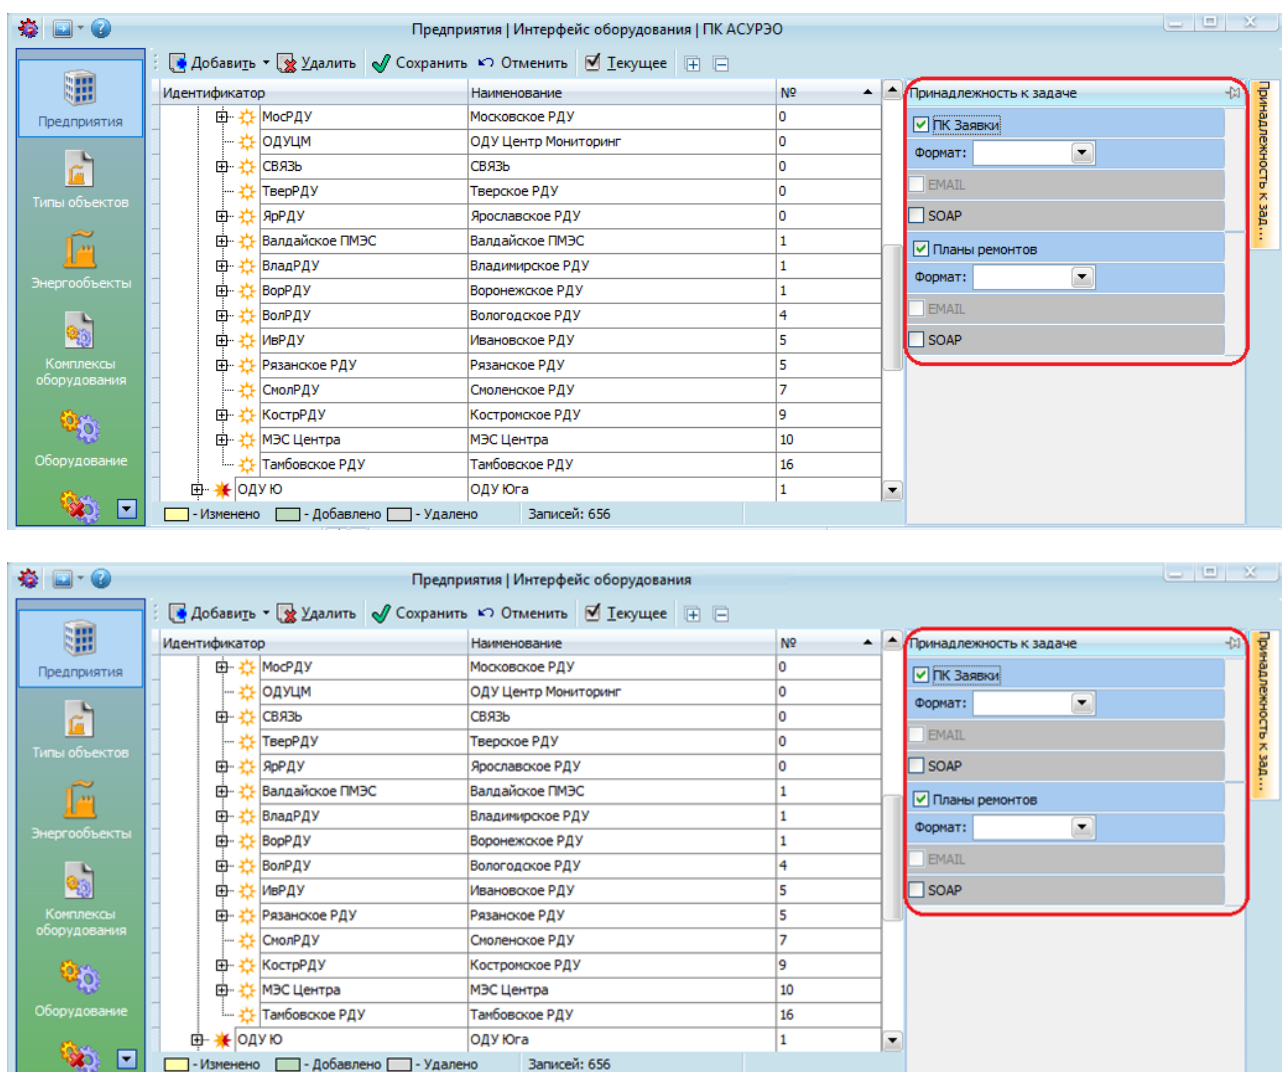 Предприятия | Интерфейс оборудования | ПК АСУРЭО
Добавить Удалить Сохранить Отменить Текущее
Предприятия
Типы объектов
Энергообъекты
Комплексы
оборудования
Оборудование
Идентификатор Наименование №
МосРДУ Московское РДУ 0
ОДУЦМ ОДУ Центр Мониторинг 0
СВЯЗЬ СВЯЗЬ 0
ТверРДУ Тверское РДУ 0
ЯрРДУ Ярославское РДУ 0
Валдайское ПМЭС Валдайское ПМЭС 1
ВладРДУ Владимирское РДУ 1
ВорРДУ Воронежское РДУ 1
ВолРДУ Вологодское РДУ 4
ИвРДУ Ивановское РДУ 5
Рязанское РДУ Рязанское РДУ 5
СмолРДУ Смоленское РДУ 7
КострРДУ Костромское РДУ 9
МЭС Центра МЭС Центра 10
Тамбовское РДУ Тамбовское РДУ 16
ОДУ Ю ОДУ Юга 1
- Изменено - Добавлено - Удалено Записей: 656
Принадлежность к задаче
ПК Заявки
Формат:
EMAIL
SOAP
Планы ремонтов
Формат:
EMAIL
SOAP
Принадлежность к зад...
Предприятия | Интерфейс оборудования
Добавить Удалить Сохранить Отменить Текущее
Предприятия
Типы объектов
Энергообъекты
Комплексы
оборудования
Оборудование
Идентификатор Наименование №
МосРДУ Московское РДУ 0
ОДУЦМ ОДУ Центр Мониторинг 0
СВЯЗЬ СВЯЗЬ 0
ТверРДУ Тверское РДУ 0
ЯрРДУ Ярославское РДУ 0
Валдайское ПМЭС Валдайское ПМЭС 1
ВладРДУ Владимирское РДУ 1
ВорРДУ Воронежское РДУ 1
ВолРДУ Вологодское РДУ 4
ИвРДУ Ивановское РДУ 5
Рязанское РДУ Рязанское РДУ 5
СмолРДУ Смоленское РДУ 7
КострРДУ Костромское РДУ 9
МЭС Центра МЭС Центра 10
Тамбовское РДУ Тамбовское РДУ 16
ОДУ Ю ОДУ Юга 1
- Изменено - Добавлено - Удалено Записей: 656
Принадлежность к задаче
ПК Заявки
Формат:
EMAIL
SOAP
Планы ремонтов
Формат:
EMAIL
SOAP
Принадлежность к зад...